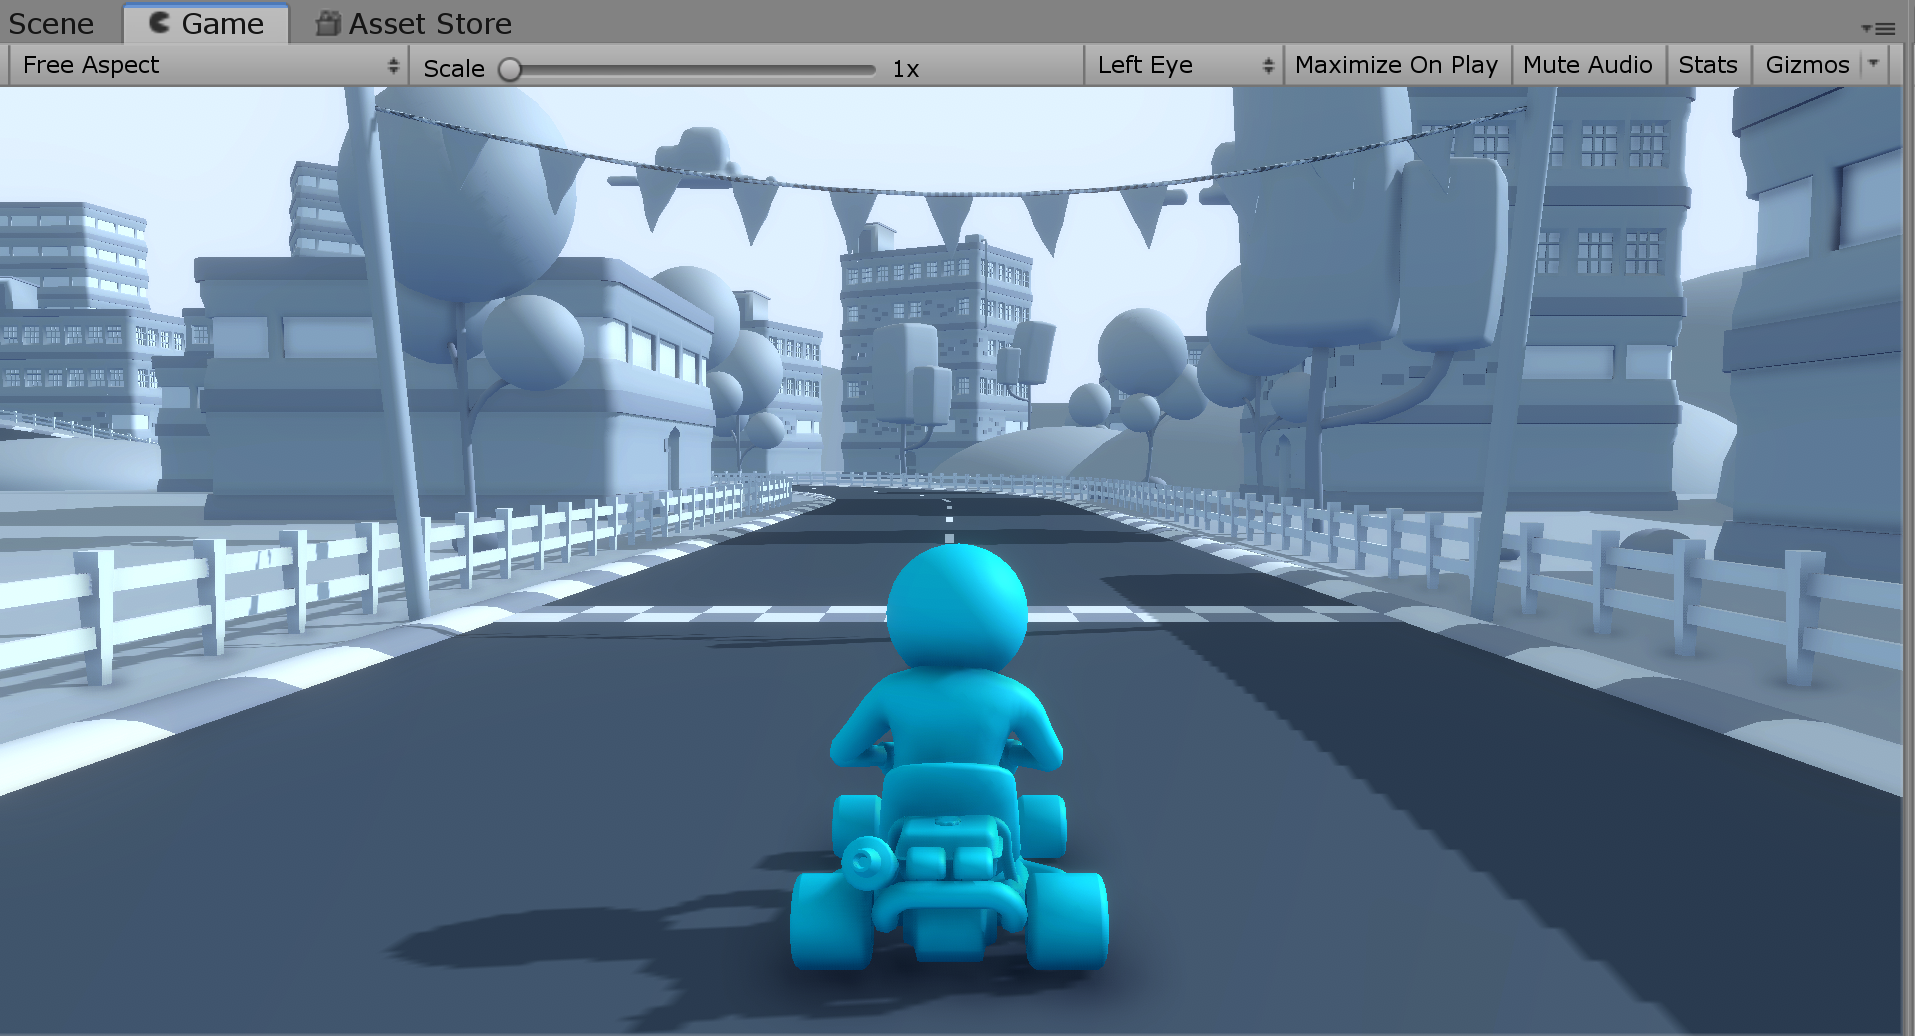 Scene Game Asset Store
Free Aspect Scale 1x Left Eye Maximize On Play Mute Audio Stats Gizmos